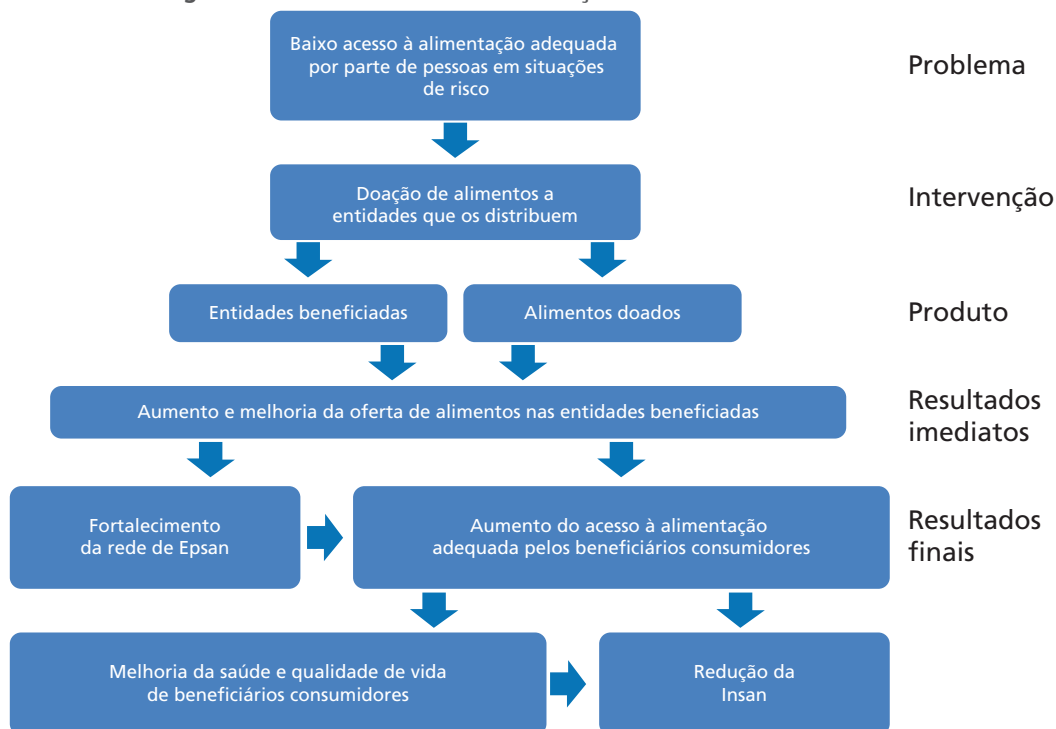 Baixo acesso à alimentação adequada
por parte de pessoas em situações
de risco
Problema
Doação de alimentos a
entidades que os distribuem
Intervenção
Entidades beneficiadas
Alimentos doados
Produto
Aumento e melhoria da oferta de alimentos nas entidades beneficiadas
Resultados
imediatos
Fortalecimento
da rede de Epsan
Aumento do acesso à alimentação
adequada pelos beneficiários consumidores
Resultados
finais
Melhoria da saúde e qualidade de vida
de beneficiários consumidores
Redução da
Insan